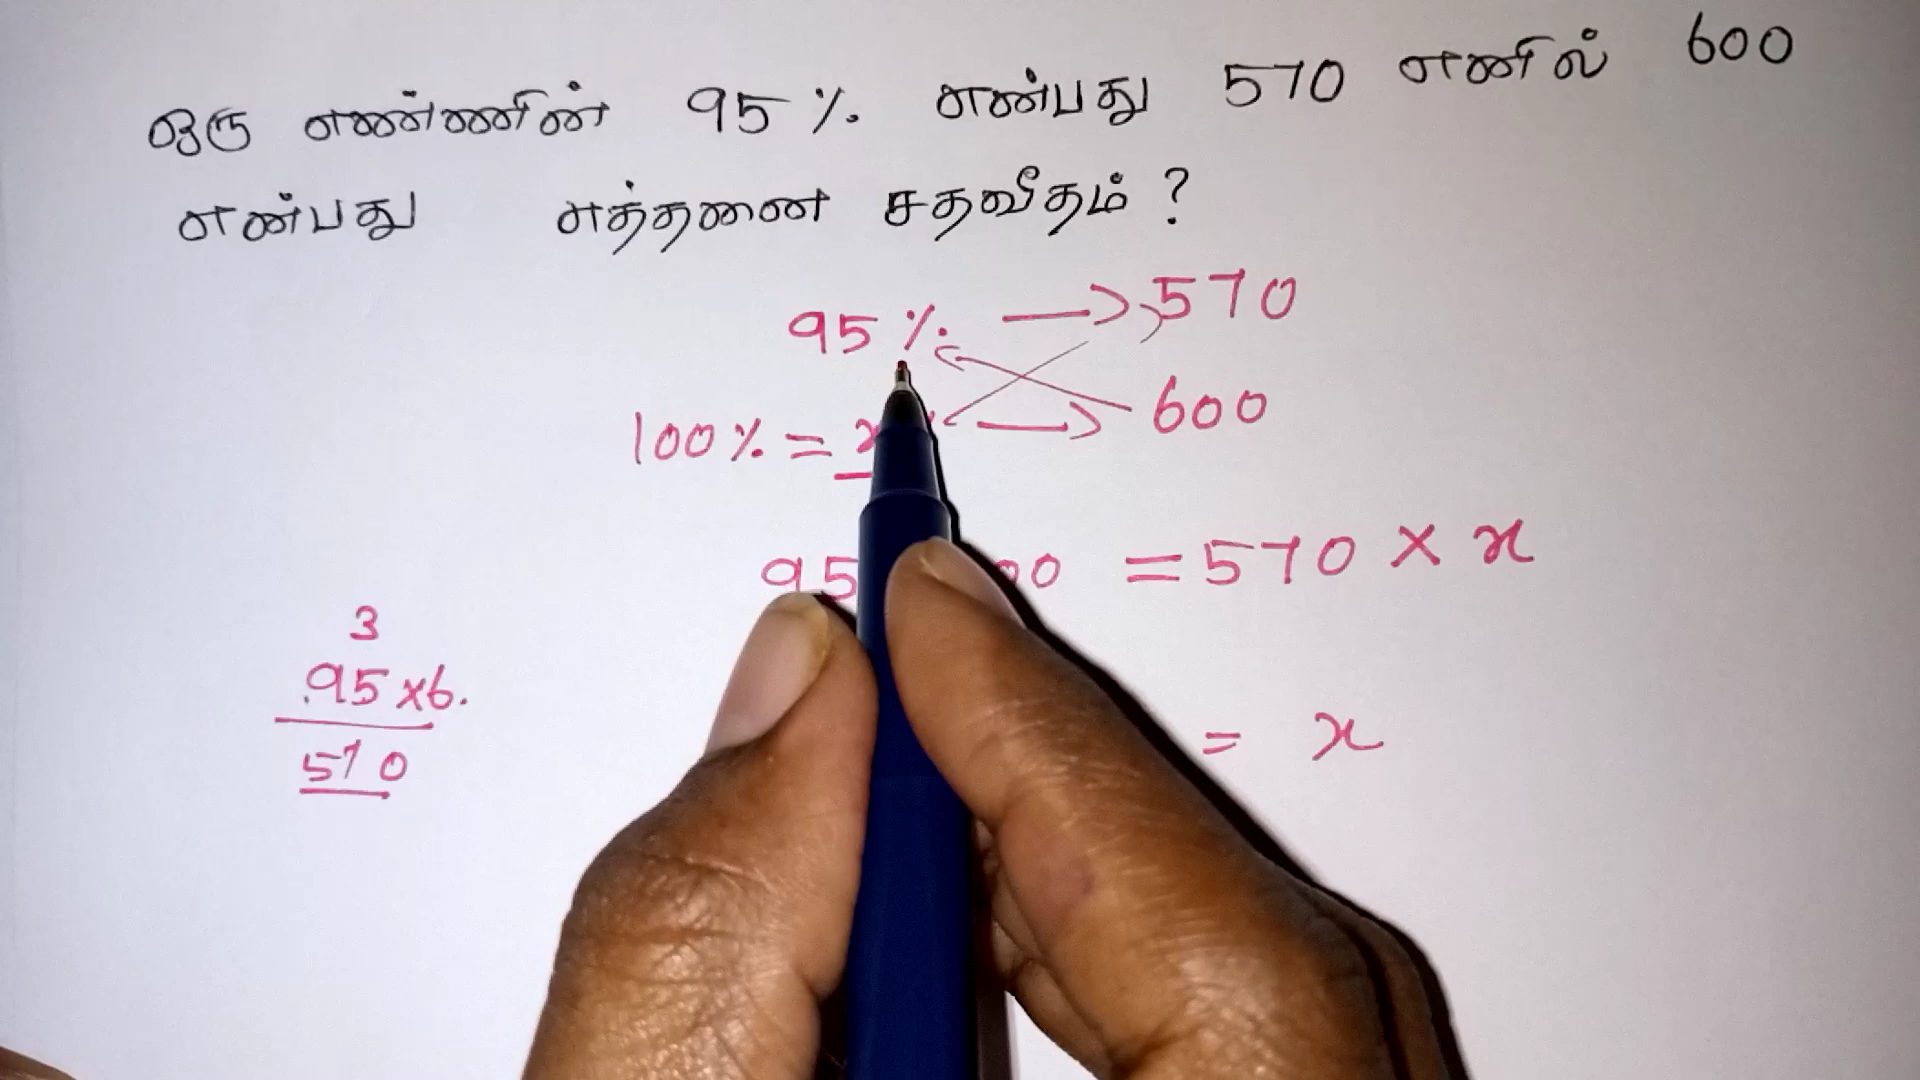 ஒரு எண்ணின் 95 %. என்பது 570 எனில் 600
என்பது எத்தனை சதவீதம் ?
95 %. → 570
100 %. = x → 600
95 = 570 × x
= x
3
95 × 6.
570